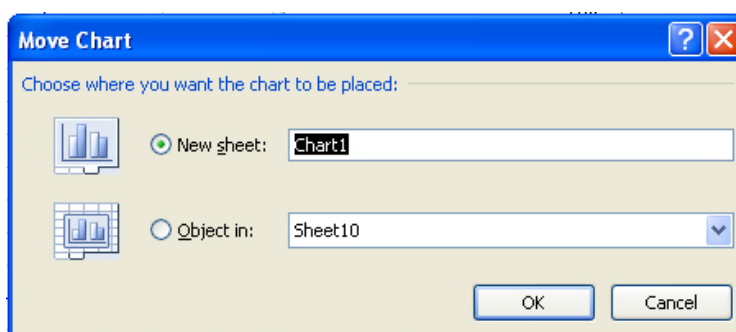 Move Chart
Choose where you want the chart to be placed:
New sheet: Chart1
Object in: Sheet10
OK Cancel